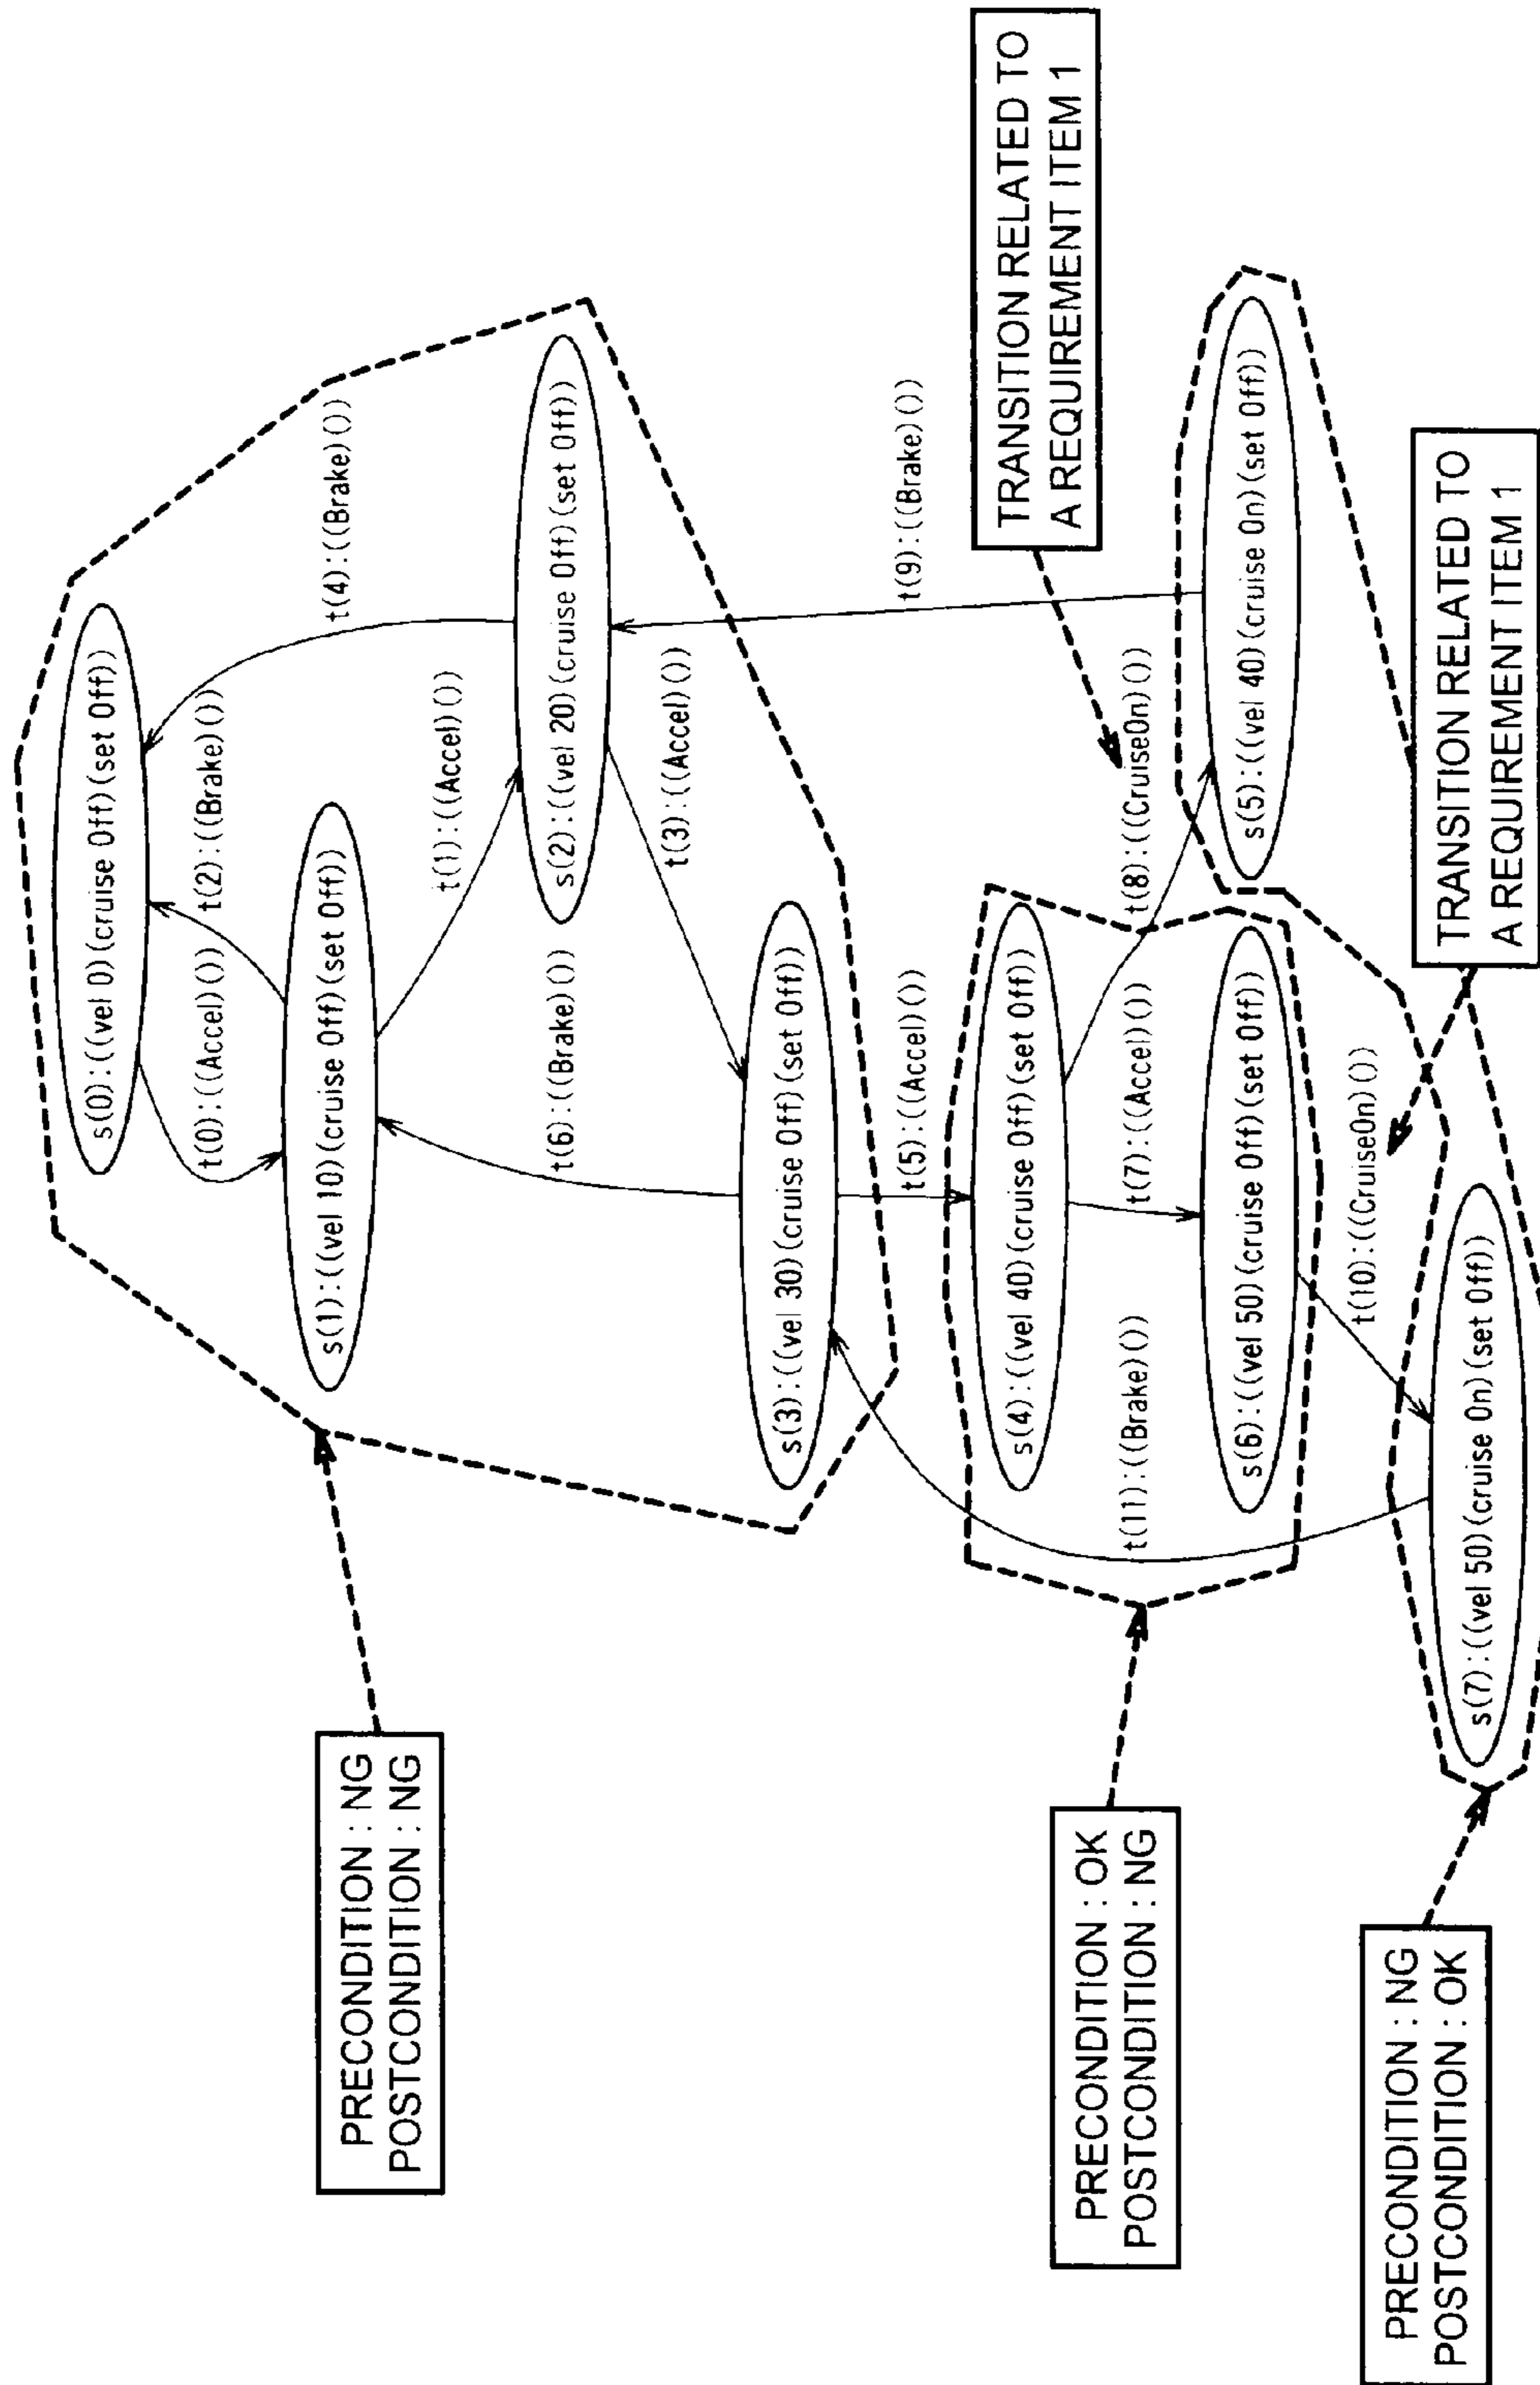 s(0):((vel 0)(cruise Off)(set Off))
t(0):((Accel)())
t(2):((Brake)())
t(4):((Brake)())
s(1):((vel 10)(cruise Off)(set Off))
t(1):((Accel)())
PRECONDITION : NG
POSTCONDITION : NG
s(2):((vel 20)(cruise Off)(set Off))
t(6):((Brake)())
t(3):((Accel)())
s(3):((vel 30)(cruise Off)(set Off))
t(5):((Accel)())
t(9):((Brake)())
TRANSITION RELATED TO
A REQUIREMENT ITEM 1
s(4):((vel 40)(cruise Off)(set Off))
PRECONDITION : OK
POSTCONDITION : NG
t(11):((Brake)())
t(7):((Accel)())
t(8):((CruiseOn)())
s(6):((vel 50)(cruise Off)(set Off))
s(5):((vel 40)(cruise On)(set Off))
t(10):((CruiseOn)())
PRECONDITION : NG
POSTCONDITION : OK
s(7):((vel 50)(cruise On)(set Off))
TRANSITION RELATED TO
A REQUIREMENT ITEM 1